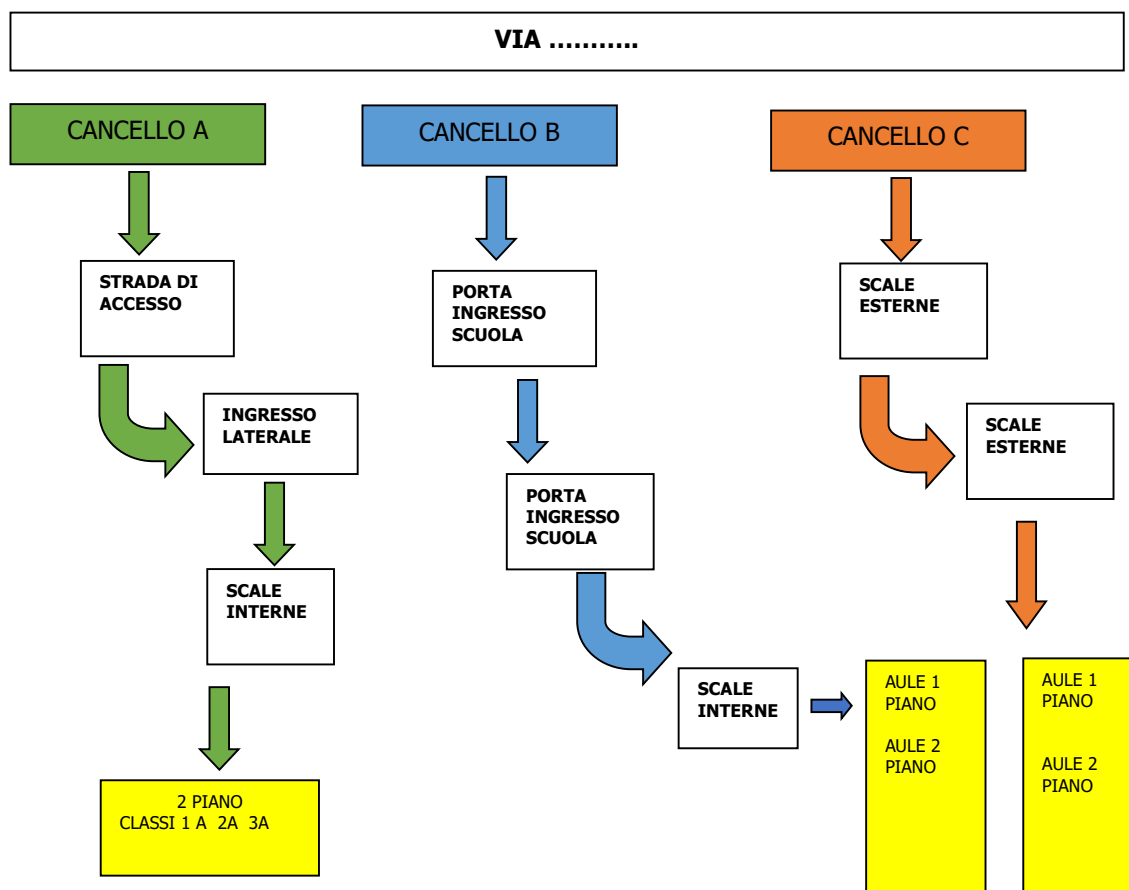 VIA ...........
CANCELLO A
CANCELLO B
CANCELLO C
STRADA DI
ACCESSO
PORTA
INGRESSO
SCUOLA
SCALE
ESTERNE
INGRESSO
LATERALE
SCALE
ESTERNE
PORTA
INGRESSO
SCUOLA
SCALE
INTERNE
SCALE
INTERNE
AULE 1
PIANO
AULE 2
PIANO
AULE 1
PIANO
AULE 2
PIANO
2 PIANO
CLASSI 1 A 2A 3A